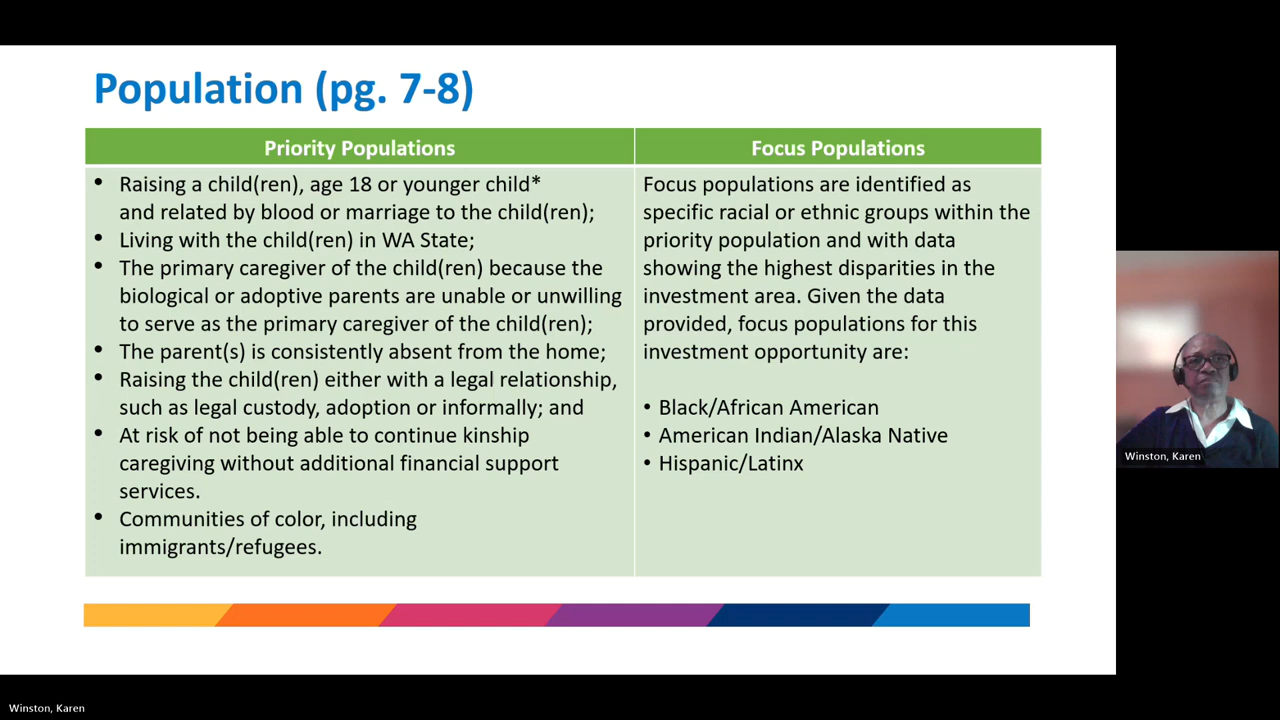 Population (pg. 7-8)
Priority Populations
Focus Populations
• Raising a child(ren), age 18 or younger child*
and related by blood or marriage to the child(ren);
• Living with the child(ren) in WA State;
• The primary caregiver of the child(ren) because the
biological or adoptive parents are unable or unwilling
to serve as the primary caregiver of the child(ren);
• The parent(s) is consistently absent from the home;
• Raising the child(ren) either with a legal relationship,
such as legal custody, adoption or informally; and
• At risk of not being able to continue kinship
caregiving without additional financial support
services.
• Communities of color, including
immigrants/refugees.
Focus populations are identified as
specific racial or ethnic groups within the
priority population and with data
showing the highest disparities in the
investment area. Given the data
provided, focus populations for this
investment opportunity are:
• Black/African American
• American Indian/Alaska Native
• Hispanic/Latinx
Winston, Karen
Winston, Karen